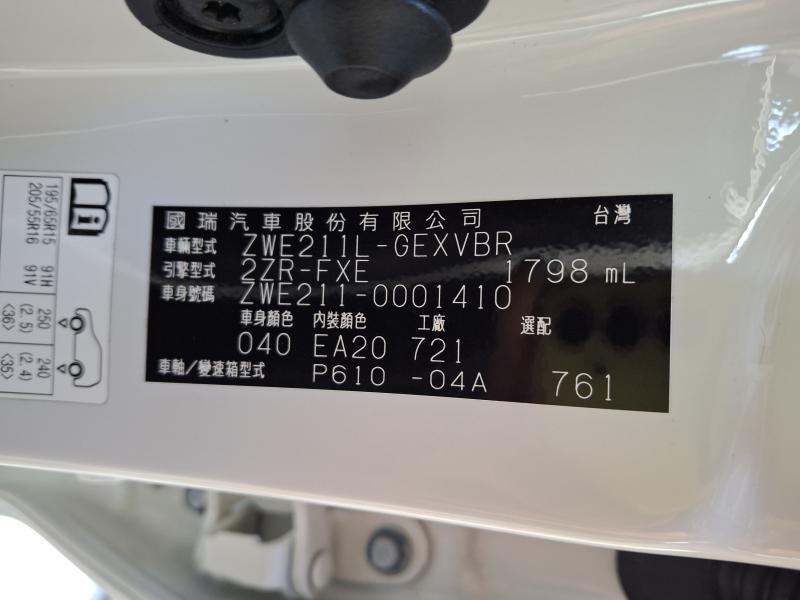 國瑞汽車股份有限公司 台灣
車輛型式 ZWE211L-GEXVBR
引擎型式 2ZR-FXE 1798 mL
車身號碼 ZWE211-0001410
車身顏色 內裝顏色 工廠 選配
040 EA20 721
車軸/變速箱型式 P610 -04A 761
195/65R15 91H 250 (2.5) <36> 240 (2.4) <35>
205/55R16 91V